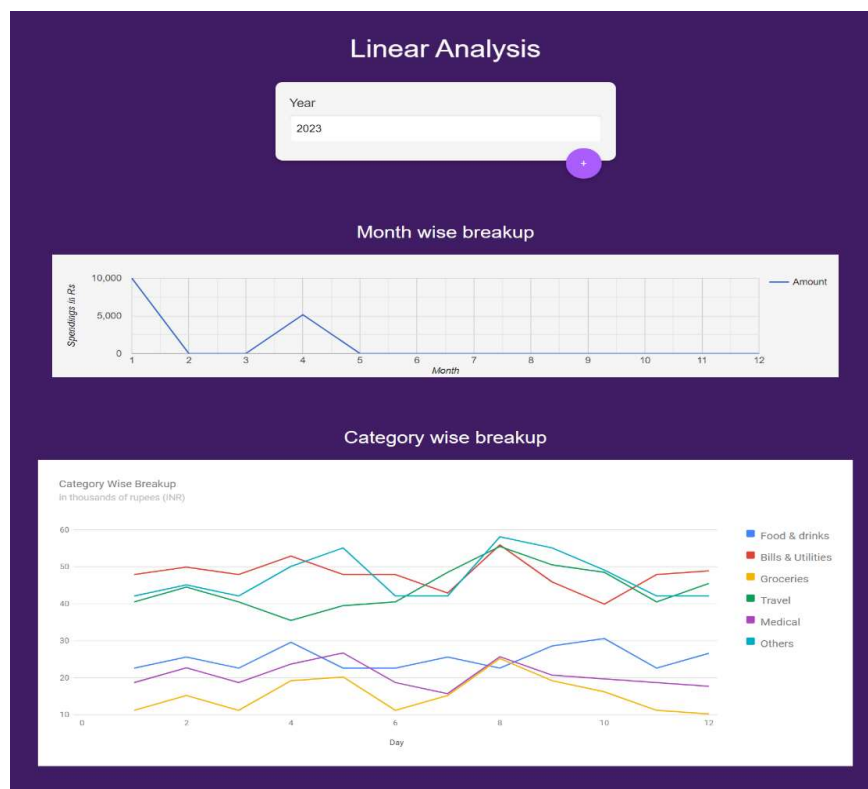 Linear Analysis
Year
2023
+
Month wise breakup
10,000
5,000
0
Spendings in Rs
1 2 3 4 5 6 7 8 9 10 11 12
Month
Amount
Category wise breakup
Category Wise Breakup
in thousands of rupees (INR)
60
50
40
30
20
10
0 2 4 6 8 10 12
Day
Food & drinks
Bills & Utilities
Groceries
Travel
Medical
Others